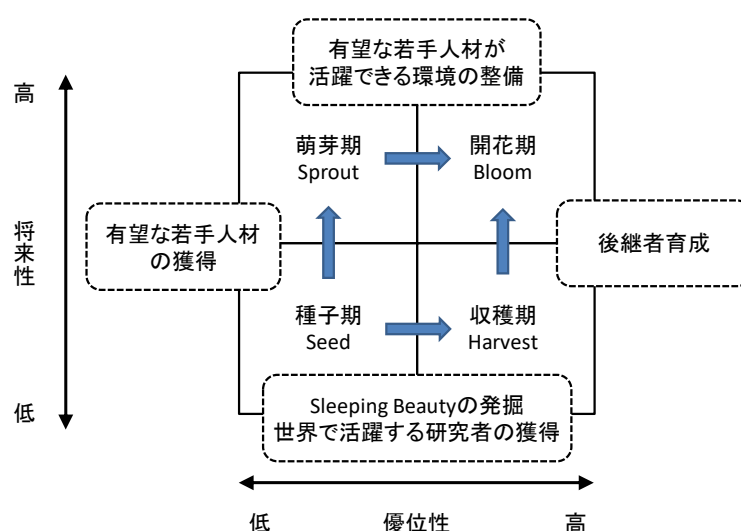 有望な若手人材が
活躍できる環境の整備
高
萌芽期
Sprout
開花期
Bloom
将来性
有望な若手人材
の獲得
後継者育成
種子期
Seed
収穫期
Harvest
低
Sleeping Beautyの発掘
世界で活躍する研究者の獲得
低
優位性
高